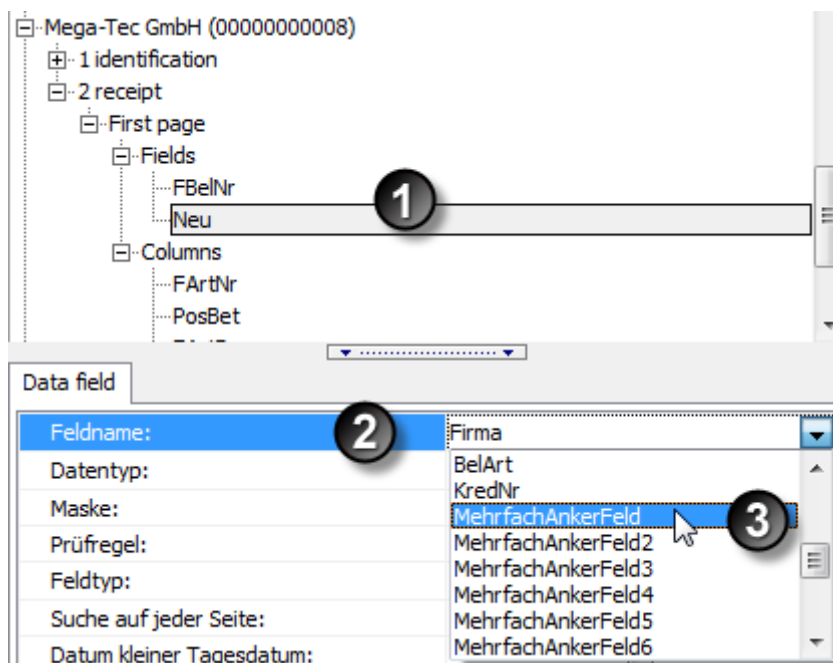 Mega-Tec GmbH (00000000008)
1 identification
2 receipt
First page
Fields
FBelNr
1
Neu
Columns
FArtNr
PosBet
Data field
Feldname: 2 Firma
Datentyp: BelArt
KredNr
Maske: MehrfachAnkerFeld 3
Prüfregel: MehrfachAnkerFeld2
MehrfachAnkerFeld3
Feldtyp: MehrfachAnkerFeld4
Suche auf jeder Seite: MehrfachAnkerFeld5
Datum kleiner Tagesdatum: MehrfachAnkerFeld6